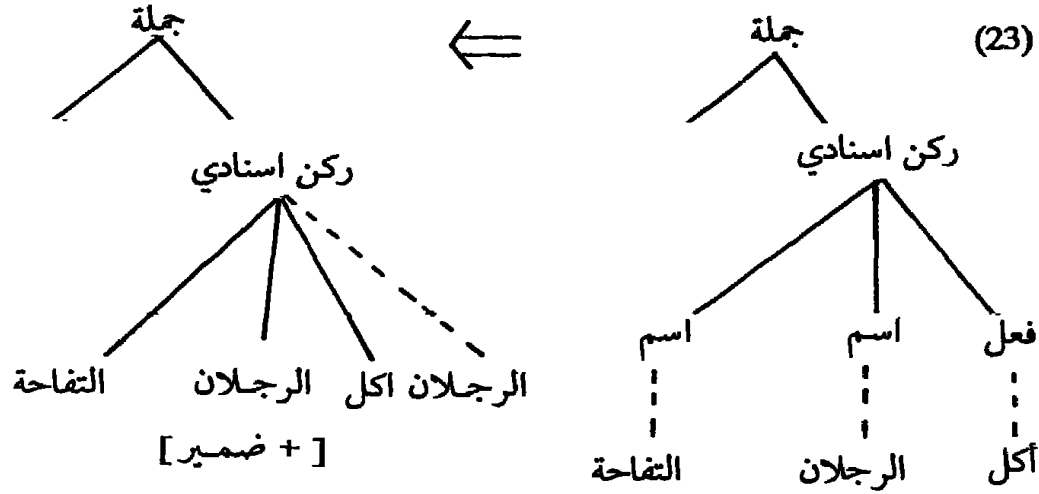 (23)
جملة
جملة
ركن اسنادي
ركن اسنادي
فعل اسم اسم
الرجلان اكل الرجلان التفاحة
[ + ضمير ]
أكل الرجلان التفاحة